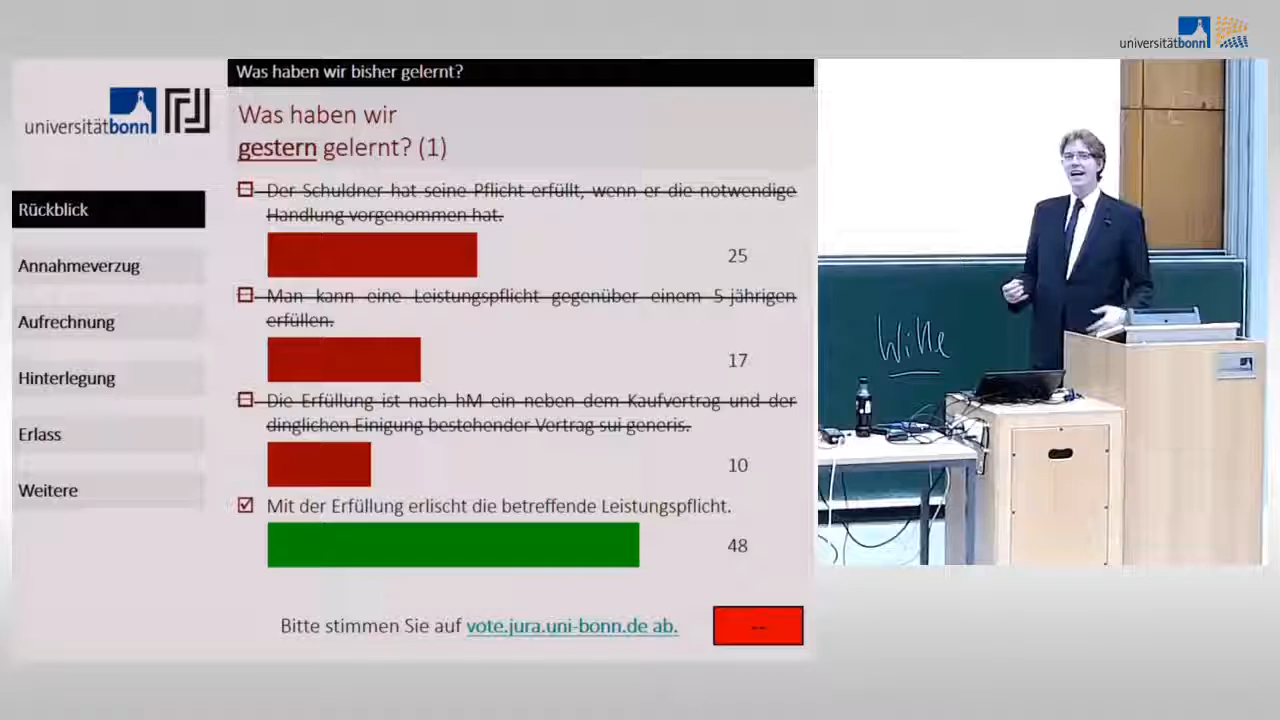 universitätbonn
Was haben wir bisher gelernt?
universitätbonn
Was haben wir
gestern gelernt? (1)
Rückblick
Annahmeverzug
Aufrechnung
Hinterlegung
Erlass
Weitere
Der Schuldner hat seine Pflicht erfüllt, wenn er die notwendige
Handlung vorgenommen hat.
25
Man kann eine Leistungspflicht gegenüber einem 5-jährigen
erfüllen.
17
Die Erfüllung ist nach hM ein neben dem Kaufvertrag und der
dinglichen Einigung bestehender Vertrag sui generis.
10
Mit der Erfüllung erlischt die betreffende Leistungspflicht.
48
Bitte stimmen Sie auf vote.jura.uni-bonn.de ab.
--
Wille